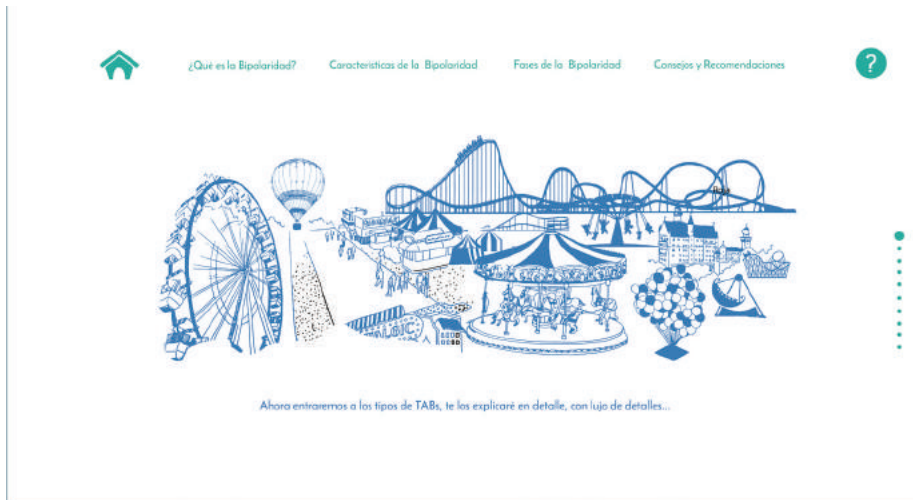 ¿Qué es la Bipolaridad?
Características de la Bipolaridad
Fases de la Bipolaridad
Consejos y Recomendaciones
?
Ahora entraremos a los tipos de TABs, te los explicaré en detalle, con lujo de detalles...